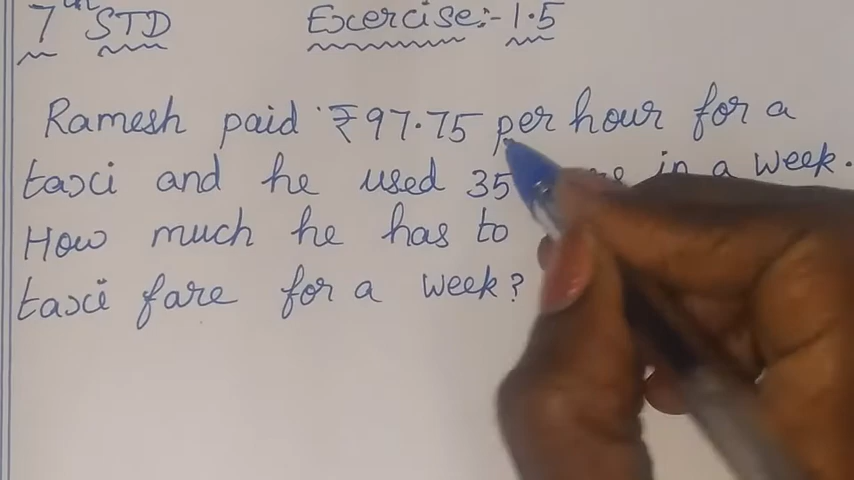 7th STD Excercise:- 1.5
Ramesh paid ₹97.75 per hour for a
taxi and he used 35 in a week.
How much he has to
taxi fare for a week?